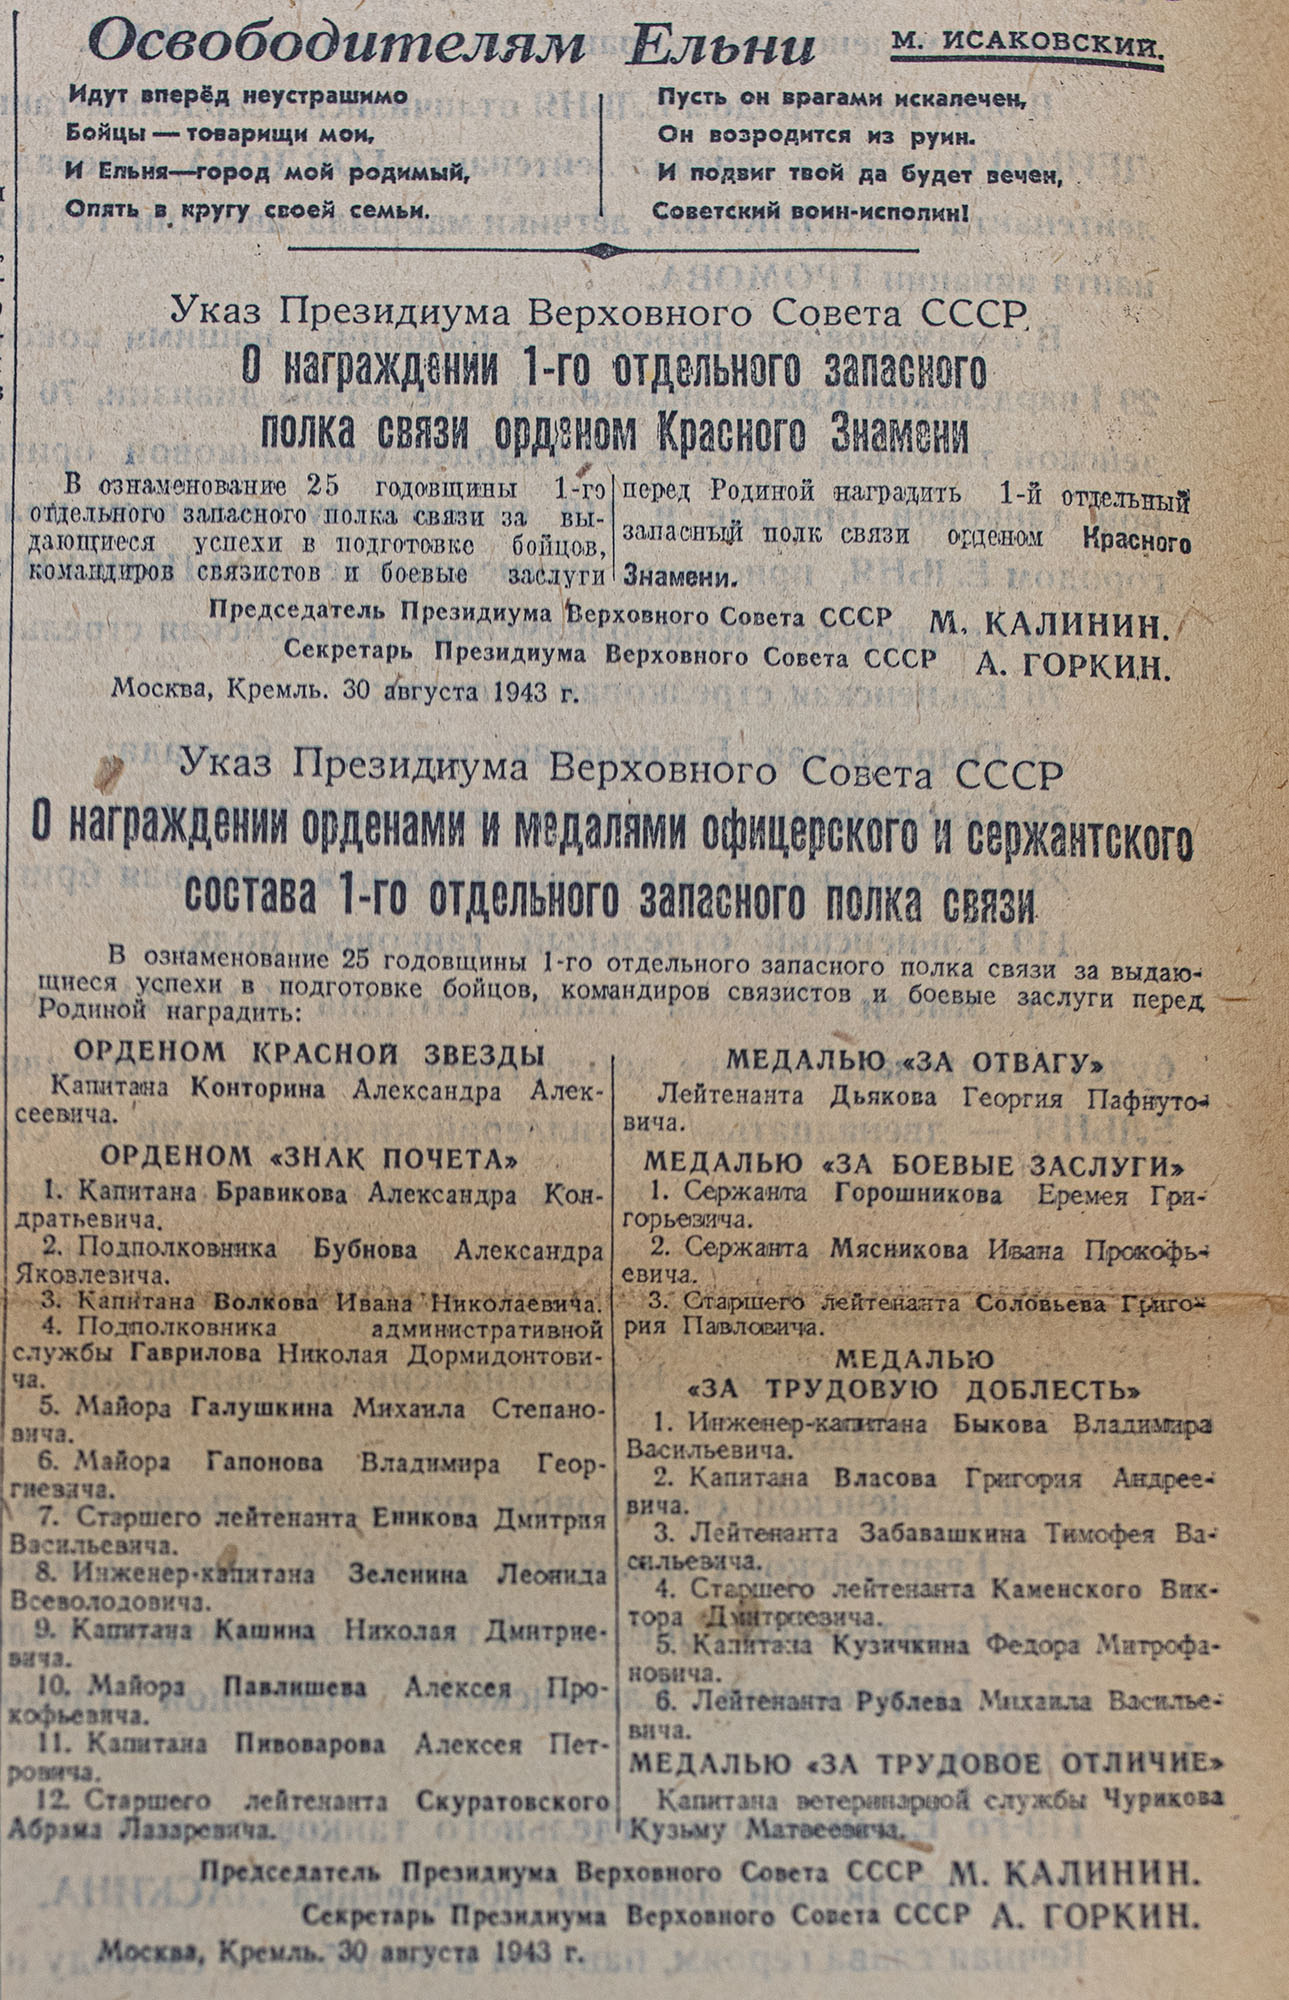 Освободителям Ельни
М. ИСАКОВСКИЙ.
Идут вперёд неустрашимо
Бойцы — товарищи мои,
И Ельня—город мой родимый,
Опять в кругу своей семьи.
Пусть он врагами искалечен,
Он возродится из руин.
И подвиг твой да будет вечен,
Советский воин-исполин!
Указ Президиума Верховного Совета СССР
О награждении 1-го отдельного запасного
полка связи орденом Красного Знамени
В ознаменование 25 годовщины 1-го
отдельного запасного полка связи за вы-
дающиеся успехи в подготовке бойцов,
командиров связистов и боевые заслуги
перед Родиной наградить 1-й отдельный
запасный полк связи орденом Красного
Знамени.
Председатель Президиума Верховного Совета СССР М. КАЛИНИН.
Секретарь Президиума Верховного Совета СССР А. ГОРКИН.
Москва, Кремль. 30 августа 1943 г.
Указ Президиума Верховного Совета СССР
О награждении орденами и медалями офицерского и сержантского
состава 1-го отдельного запасного полка связи
В ознаменование 25 годовщины 1-го отдельного запасного полка связи за выдаю-
щиеся успехи в подготовке бойцов, командиров связистов и боевые заслуги перед
Родиной наградить:
ОРДЕНОМ КРАСНОЙ ЗВЕЗДЫ
Капитана Конторина Александра Алек-
сеевича.
ОРДЕНОМ «ЗНАК ПОЧЕТА»
1. Капитана Бравикова Александра Кон-
дратьевича.
2. Подполковника Бубнова Александра
Яковлевича.
3. Капитана Волкова Ивана Николаевича.
4. Подполковника административной
службы Гаврилова Николая Дормидонтови-
ча.
5. Майора Галушкина Михаила Степано-
вича.
6. Майора Гапонова Владимира Геор-
гиевича.
7. Старшего лейтенанта Еникова Дмитрия
Васильевича.
8. Инженер-капитана Зеленина Леонида
Всеволодовича.
9. Капитана Кашина Николая Дмитрие-
вича.
10. Майора Павлишева Алексея Про-
кофьевича.
11. Капитана Пивоварова Алексея Пет-
ровича.
12. Старшего лейтенанта Скуратовского
Абрама Лазаревича.
МЕДАЛЬЮ «ЗА ОТВАГУ»
Лейтенанта Дьякова Георгия Пафнуто-
вича.
МЕДАЛЬЮ «ЗА БОЕВЫЕ ЗАСЛУГИ»
1. Сержанта Горошникова Еремея Гри-
горьевича.
2. Сержанта Мясникова Ивана Прокофь-
евича.
3. Старшего лейтенанта Соловьева Григо-
рия Павловича.
МЕДАЛЬЮ
«ЗА ТРУДОВУЮ ДОБЛЕСТЬ»
1. Инженер-капитана Быкова Владимира
Васильевича.
2. Капитана Власова Григория Андрее-
вича.
3. Лейтенанта Забавашкина Тимофея Ва-
сильевича.
4. Старшего лейтенанта Каменского Вик-
тора Дмитриевича.
5. Капитана Кузичкина Федора Митрофа-
новича.
6. Лейтенанта Рублева Михаила Василье-
вича.
МЕДАЛЬЮ «ЗА ТРУДОВОЕ ОТЛИЧИЕ»
Капитана ветеринарной службы Чурикова
Кузьму Матвеевича.
Председатель Президиума Верховного Совета СССР М. КАЛИНИН.
Секретарь Президиума Верховного Совета СССР А. ГОРКИН.
Москва, Кремль. 30 августа 1943 г.